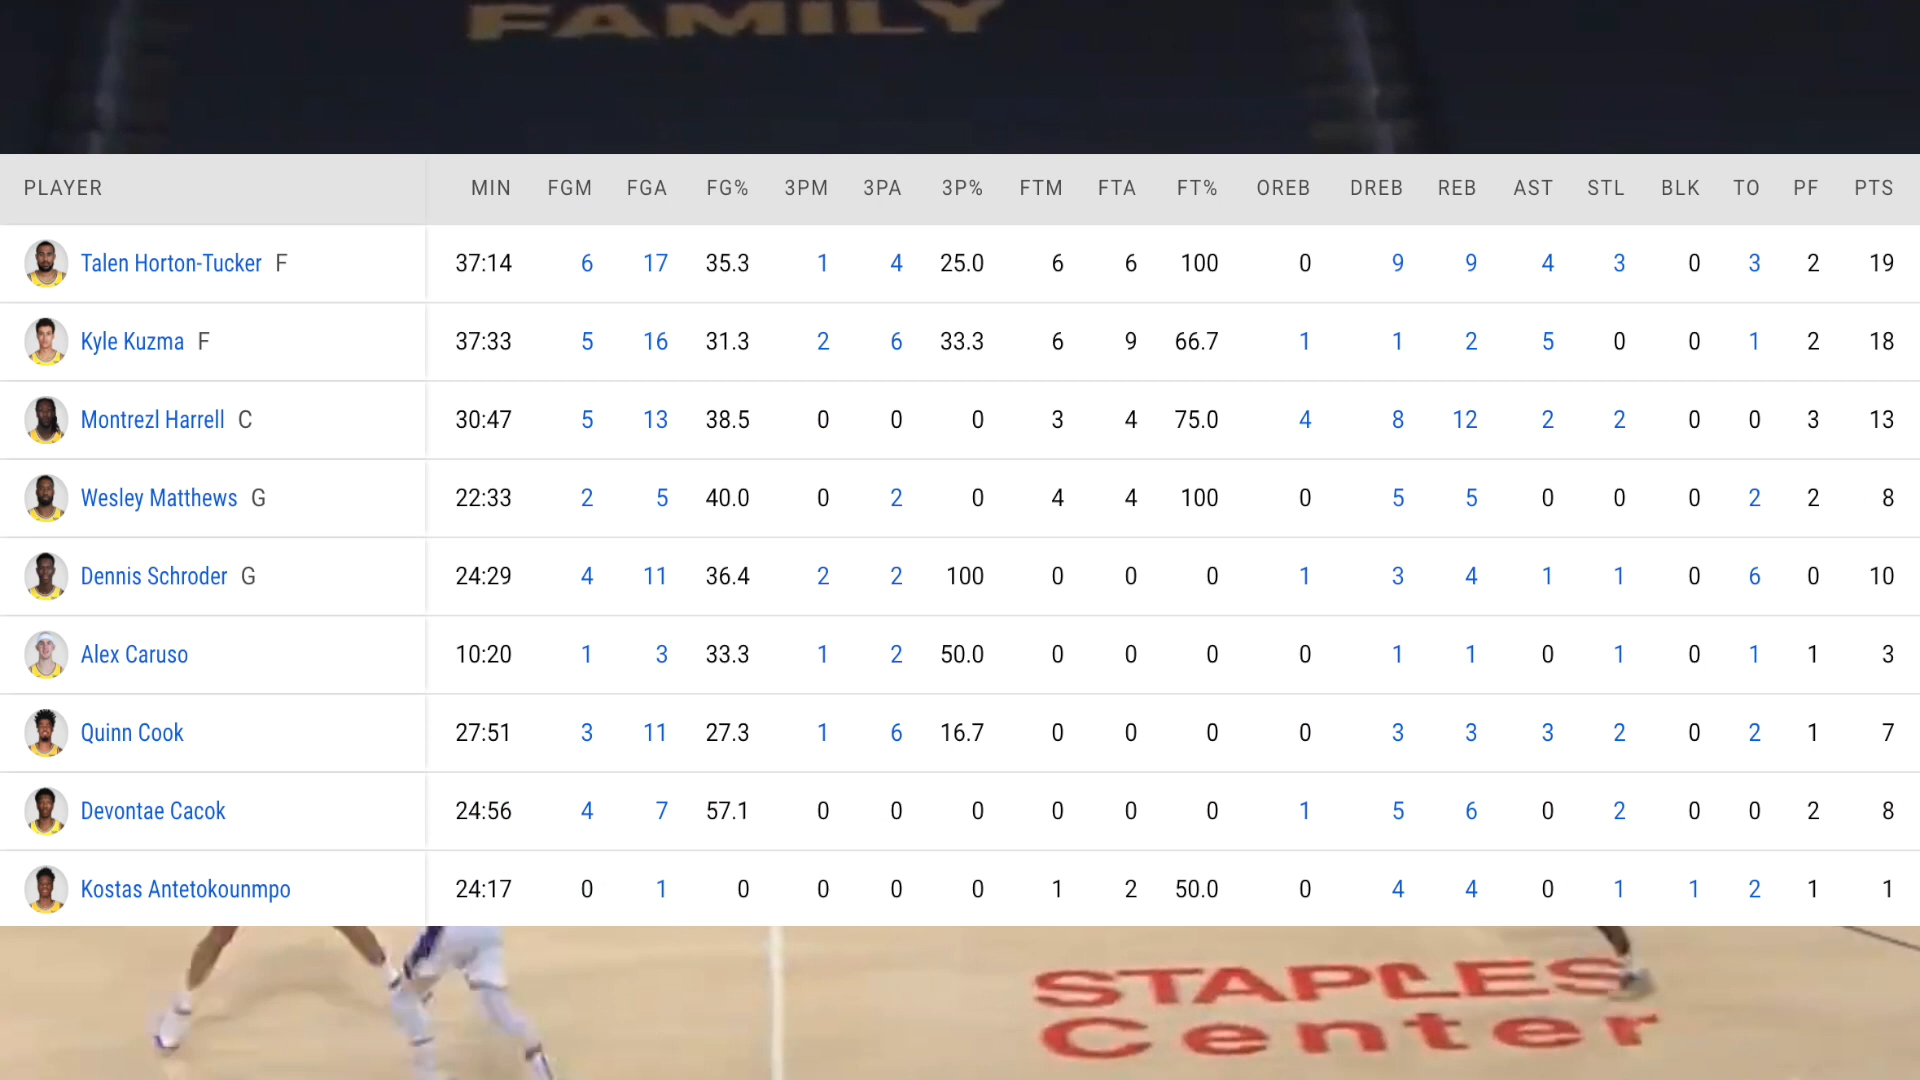 FAMILY
PLAYER MIN FGM FGA FG% 3PM 3PA 3P% FTM FTA FT% OREB DREB REB AST STL BLK TO PF PTS
Talen Horton-Tucker F 37:14 6 17 35.3 1 4 25.0 6 6 100 0 9 9 4 3 0 3 2 19
Kyle Kuzma F 37:33 5 16 31.3 2 6 33.3 6 9 66.7 1 1 2 5 0 0 1 2 18
Montrezl Harrell C 30:47 5 13 38.5 0 0 0 3 4 75.0 4 8 12 2 2 0 0 3 13
Wesley Matthews G 22:33 2 5 40.0 0 2 0 4 4 100 0 5 5 0 0 0 2 2 8
Dennis Schroder G 24:29 4 11 36.4 2 2 100 0 0 0 1 3 4 1 1 0 6 0 10
Alex Caruso 10:20 1 3 33.3 1 2 50.0 0 0 0 0 1 1 0 1 0 1 1 3
Quinn Cook 27:51 3 11 27.3 1 6 16.7 0 0 0 0 3 3 3 2 0 2 1 7
Devontae Cacok 24:56 4 7 57.1 0 0 0 0 0 0 1 5 6 0 2 0 0 2 8
Kostas Antetokounmpo 24:17 0 1 0 0 0 0 1 2 50.0 0 4 4 0 1 1 2 1 1
STAPLES
Center